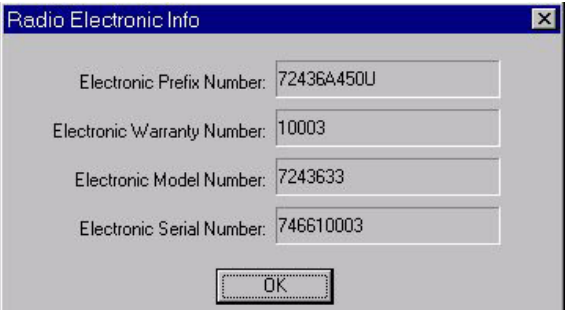 Radio Electronic Info
Electronic Prefix Number: 72436A450U
Electronic Warranty Number: 10003
Electronic Model Number: 7243633
Electronic Serial Number: 746610003
OK